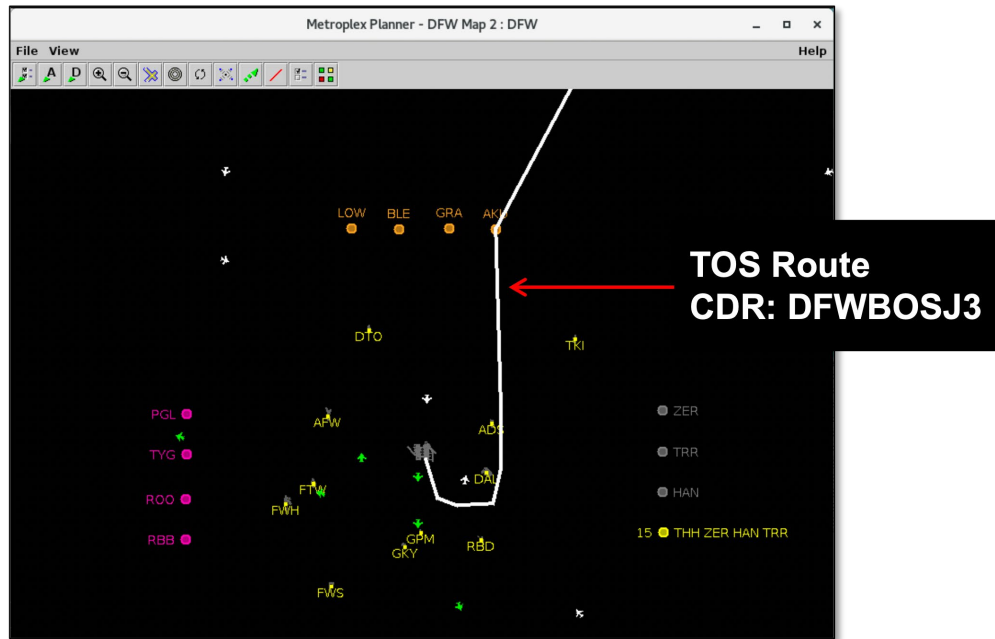 Metroplex Planner - DFW Map 2 : DFW
File View Help
A D
LOW BLE GRA AKU
TOS Route
CDR: DFWBOSJ3
DTO
TKI
PGL
AFW
ZER
ADS
TYG
TRR
DAL
FTW
ROO
HAN
FWH
15 THH ZER HAN TRR
GPM
RBB
RBD
GKY
FWS